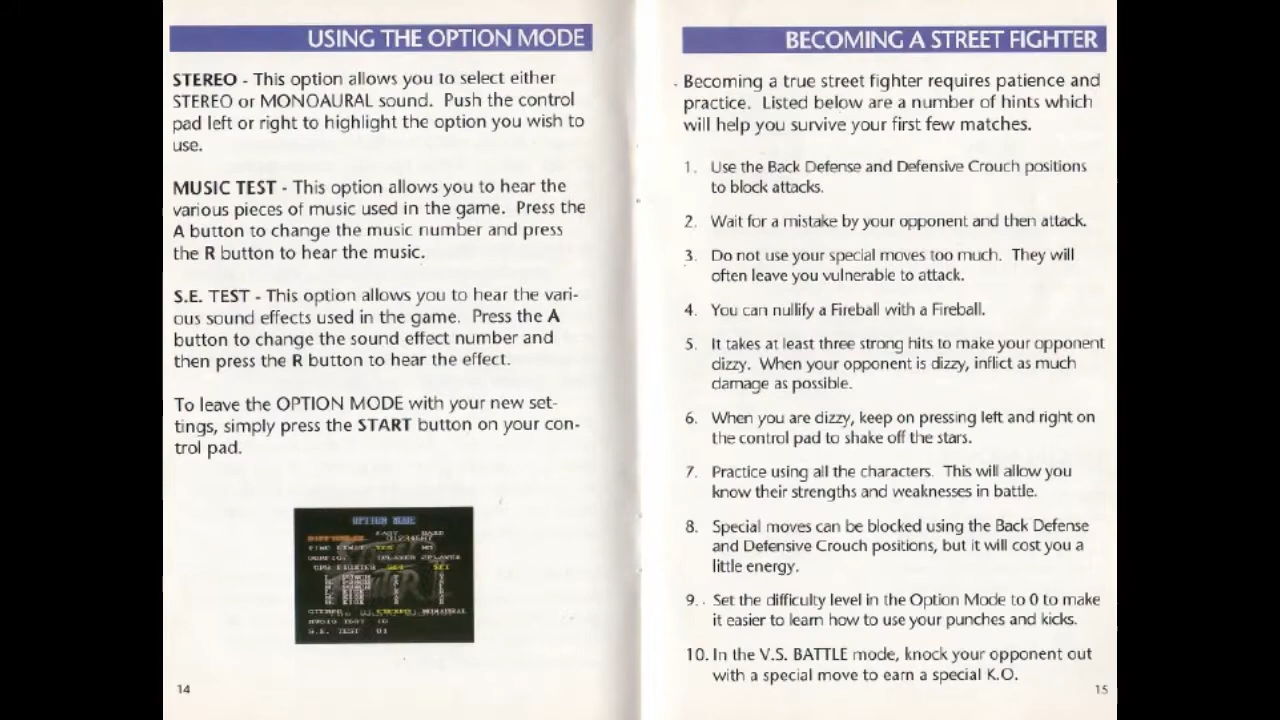 USING THE OPTION MODE
STEREO - This option allows you to select either
STEREO or MONOAURAL sound. Push the control
pad left or right to highlight the option you wish to
use.
MUSIC TEST - This option allows you to hear the
various pieces of music used in the game. Press the
A button to change the music number and press
the R button to hear the music.
S.E. TEST - This option allows you to hear the vari-
ous sound effects used in the game. Press the A
button to change the sound effect number and
then press the R button to hear the effect.
To leave the OPTION MODE with your new set-
tings, simply press the START button on your con-
trol pad.
OPTION MODE
S.E. TEST 01
14
BECOMING A STREET FIGHTER
Becoming a true street fighter requires patience and
practice. Listed below are a number of hints which
will help you survive your first few matches.
1. Use the Back Defense and Defensive Crouch positions
to block attacks.
2. Wait for a mistake by your opponent and then attack.
3. Do not use your special moves too much. They will
often leave you vulnerable to attack.
4. You can nullify a Fireball with a Fireball.
5. It takes at least three strong hits to make your opponent
dizzy. When your opponent is dizzy, inflict as much
damage as possible.
6. When you are dizzy, keep on pressing left and right on
the control pad to shake off the stars.
7. Practice using all the characters. This will allow you
know their strengths and weaknesses in battle.
8. Special moves can be blocked using the Back Defense
and Defensive Crouch positions, but it will cost you a
little energy.
9. Set the difficulty level in the Option Mode to 0 to make
it easier to learn how to use your punches and kicks.
10. In the V.S. BATTLE mode, knock your opponent out
with a special move to earn a special K.O.
15